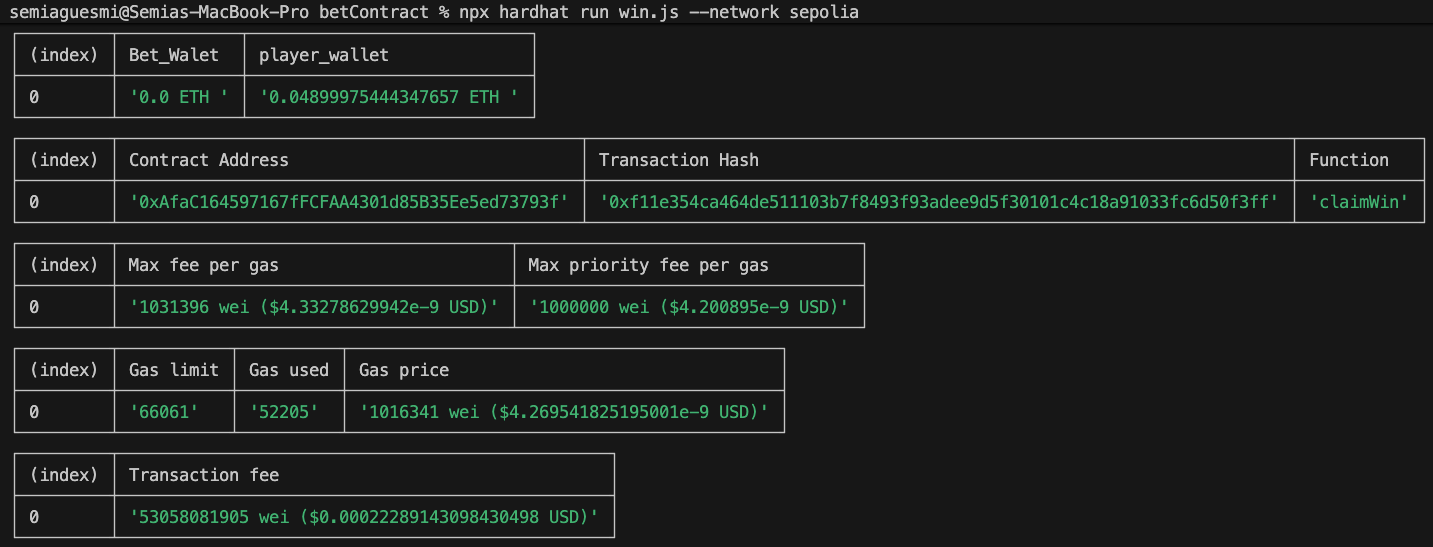 semiaguesmi@Semias-MacBook-Pro betContract % npx hardhat run win.js --network sepolia
(index) Bet_Walet player_wallet
0 '0.0 ETH ' '0.04899975444347657 ETH '
(index) Contract Address Transaction Hash Function
0 '0xAfaC164597167fFCFAA4301d85B35Ee5ed73793f' '0xf11e354ca464de511103b7f8493f93adee9d5f30101c4c18a91033fc6d50f3ff' 'claimWin'
(index) Max fee per gas Max priority fee per gas
0 '1031396 wei ($4.33278629942e-9 USD)' '1000000 wei ($4.200895e-9 USD)'
(index) Gas limit Gas used Gas price
0 '66061' '52205' '1016341 wei ($4.269541825195001e-9 USD)'
(index) Transaction fee
0 '53058081905 wei ($0.00022289143098430498 USD)'